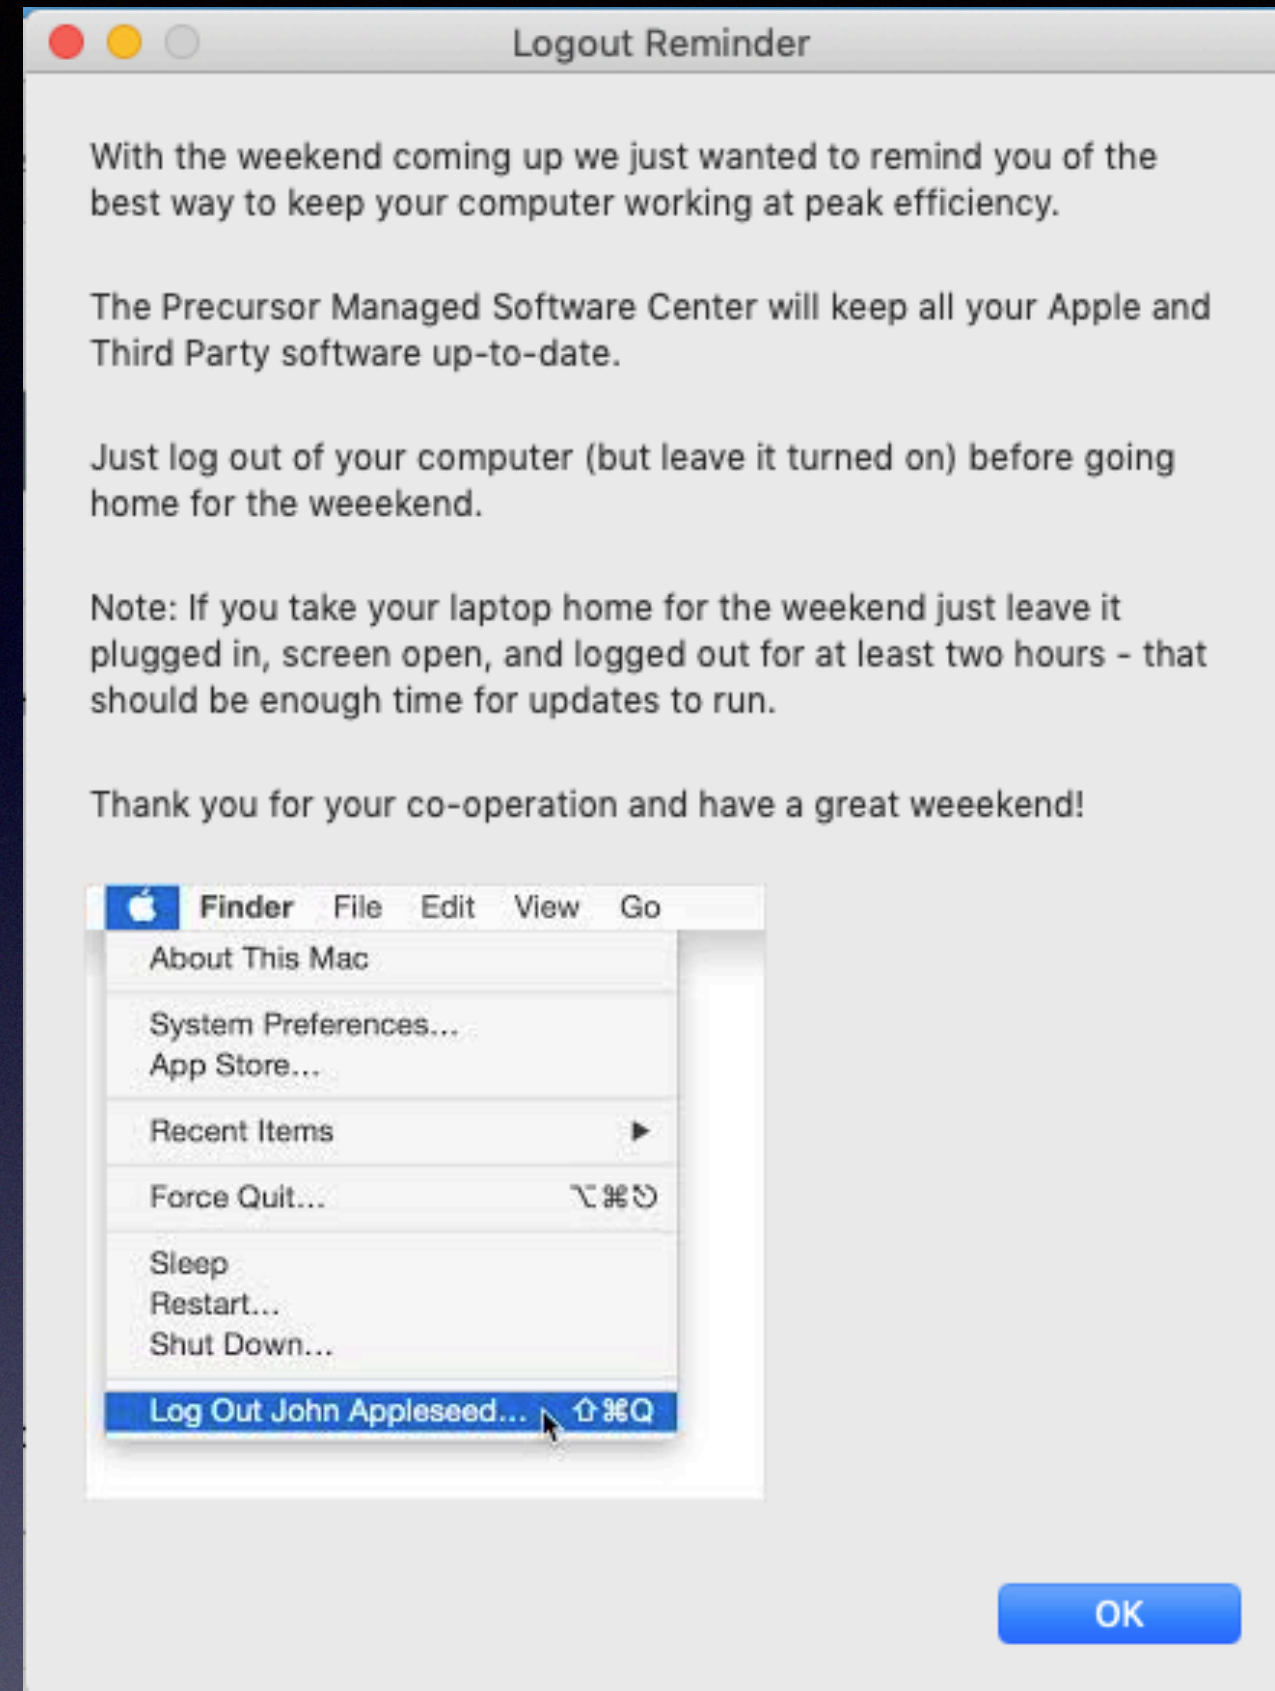 Logout Reminder
With the weekend coming up we just wanted to remind you of the
best way to keep your computer working at peak efficiency.
The Precursor Managed Software Center will keep all your Apple and
Third Party software up-to-date.
Just log out of your computer (but leave it turned on) before going
home for the weeekend.
Note: If you take your laptop home for the weekend just leave it
plugged in, screen open, and logged out for at least two hours - that
should be enough time for updates to run.
Thank you for your co-operation and have a great weeekend!
Finder File Edit View Go
About This Mac
System Preferences...
App Store...
Recent Items ▶
Force Quit... ⌥⌘⎋
Sleep
Restart...
Shut Down...
Log Out John Appleseed... ⇧⌘Q
OK